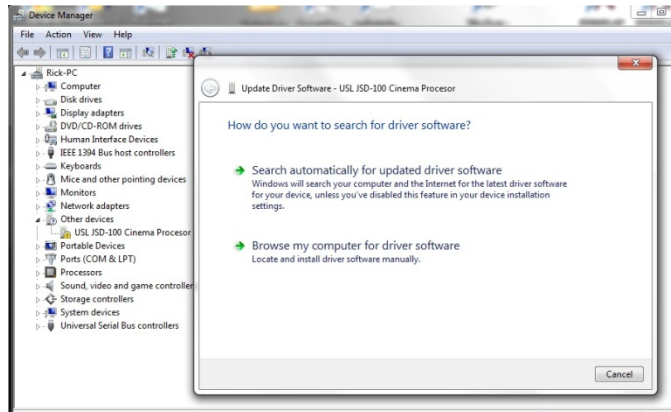 Device Manager
File Action View Help
Rick-PC
Computer
Disk drives
Display adapters
DVD/CD-ROM drives
Human Interface Devices
IEEE 1394 Bus host controllers
Keyboards
Mice and other pointing devices
Monitors
Network adapters
Other devices
USL JSD-100 Cinema Procesor
Portable Devices
Ports (COM & LPT)
Processors
Sound, video and game controller
Storage controllers
System devices
Universal Serial Bus controllers
Update Driver Software - USL JSD-100 Cinema Procesor
How do you want to search for driver software?
Search automatically for updated driver software
Windows will search your computer and the Internet for the latest driver software
for your device, unless you've disabled this feature in your device installation
settings.
Browse my computer for driver software
Locate and install driver software manually.
Cancel